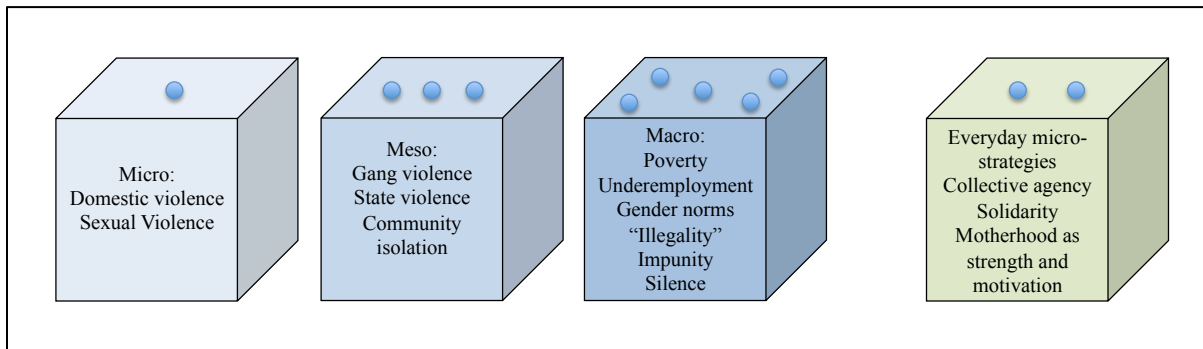 Micro:
Domestic violence
Sexual Violence
Meso:
Gang violence
State violence
Community
isolation
Macro:
Poverty
Underemployment
Gender norms
“Illegality”
Impunity
Silence
Everyday micro-
strategies
Collective agency
Solidarity
Motherhood as
strength and
motivation